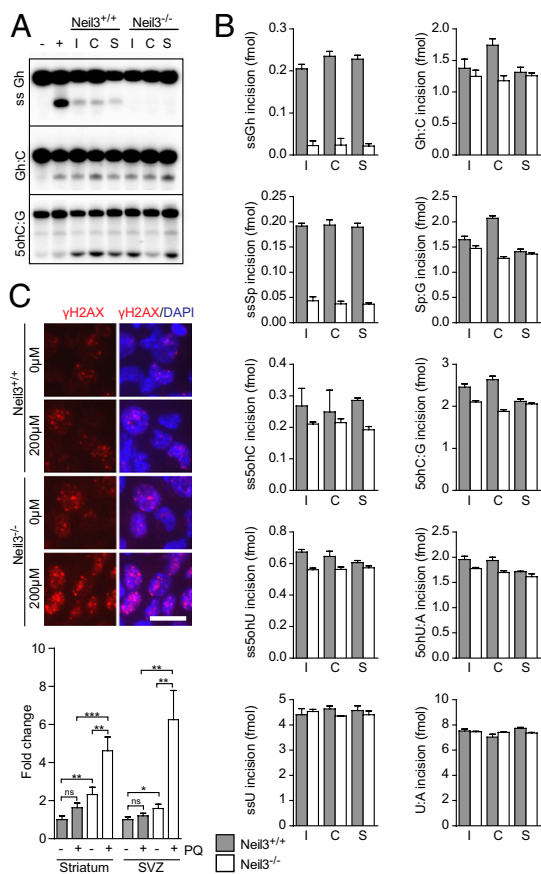 A
Neil3+/+ Neil3-/-
- + I C S I C S
ss Gh
Gh:C
5ohC:G
B
ssGh incision (fmol)
0.3
0.2
0.1
0.0
I C S
Gh:C incision (fmol)
2.0
1.5
1.0
0.5
0.0
I C S
ssSp incision (fmol)
0.25
0.20
0.15
0.10
0.05
0.00
I C S
Sp:G incision (fmol)
2.5
2.0
1.5
1.0
0.5
0.0
I C S
ss5ohC incision (fmol)
0.4
0.3
0.2
0.1
0.0
I C S
5ohC:G incision (fmol)
3
2
1
0
I C S
ss5ohU incision (fmol)
0.8
0.6
0.4
0.2
0.0
I C S
5ohU:A incision (fmol)
2.5
2.0
1.5
1.0
0.5
0.0
I C S
ssU incision (fmol)
6
4
2
0
I C S
U:A incision (fmol)
10
8
6
4
2
0
I C S
C
γH2AX γH2AX/DAPI
Neil3+/+
0µM
200µM
Neil3-/-
0µM
200µM
Fold change
10
8
6
4
2
0
ns ** ** *** ns * ** **
- + - + - + - + PQ
Striatum SVZ
Neil3+/+
Neil3-/-